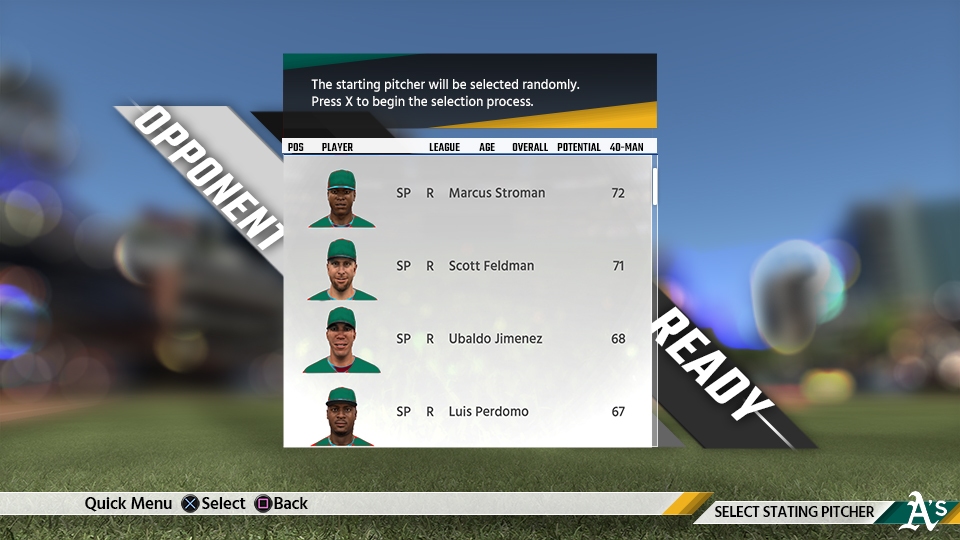 The starting pitcher will be selected randomly.
Press X to begin the selection process.
OPPONENT
POS PLAYER LEAGUE AGE OVERALL POTENTIAL 40-MAN
SP R Marcus Stroman 72
SP R Scott Feldman 71
SP R Ubaldo Jimenez 68
SP R Luis Perdomo 67
READY
Quick Menu Select Back
SELECT STATING PITCHER A's